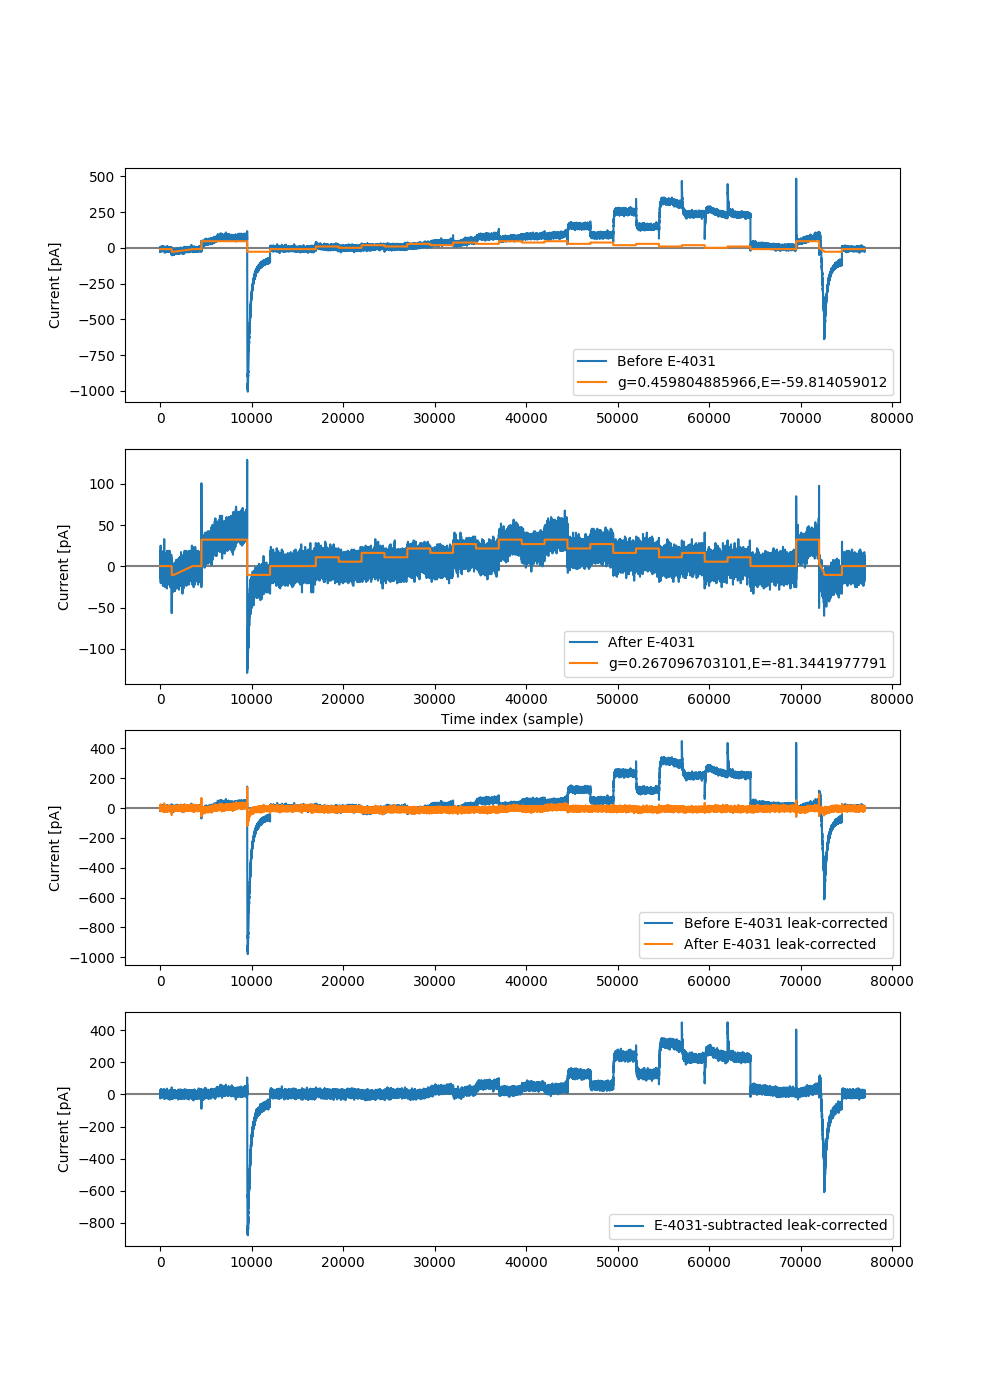 500
250
0
−250
−500
−750
−1000
Current [pA]
Before E-4031
g=0.459804885966,E=-59.814059012
0 10000 20000 30000 40000 50000 60000 70000 80000
100
50
0
−50
−100
Current [pA]
After E-4031
g=0.267096703101,E=-81.3441977791
0 10000 20000 30000 40000 50000 60000 70000 80000
Time index (sample)
400
200
0
−200
−400
−600
−800
−1000
Current [pA]
Before E-4031 leak-corrected
After E-4031 leak-corrected
0 10000 20000 30000 40000 50000 60000 70000 80000
400
200
0
−200
−400
−600
−800
Current [pA]
E-4031-subtracted leak-corrected
0 10000 20000 30000 40000 50000 60000 70000 80000